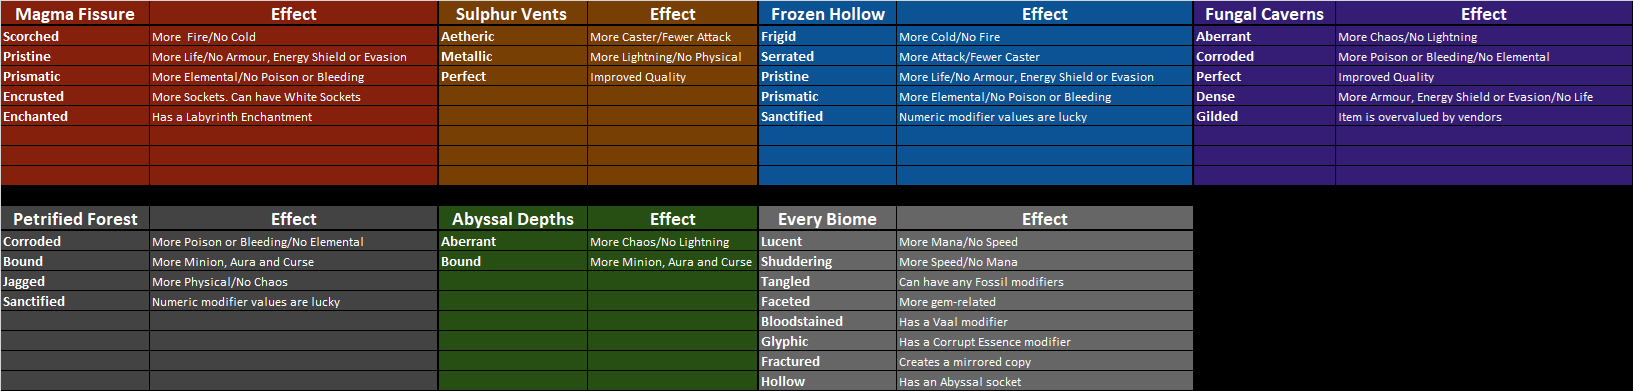 Magma Fissure Effect Sulphur Vents Effect Frozen Hollow Effect Fungal Caverns Effect
Scorched More  Fire/No Cold Aetheric More Caster/Fewer Attack Frigid More Cold/No Fire Aberrant More Chaos/No Lightning
Pristine More Life/No Armour, Energy Shield or Evasion Metallic More Lightning/No Physical Serrated More Attack/Fewer Caster Corroded More Poison or Bleeding/No Elemental
Prismatic More Elemental/No Poison or Bleeding Perfect Improved Quality Pristine More Life/No Armour, Energy Shield or Evasion Perfect Improved Quality
Encrusted More Sockets. Can have White Sockets Prismatic More Elemental/No Poison or Bleeding Dense More Armour, Energy Shield or Evasion/No Life
Enchanted Has a Labyrinth Enchantment Sanctified Numeric modifier values are lucky Gilded Item is overvalued by vendors
Petrified Forest Effect Abyssal Depths Effect Every Biome Effect
Corroded More Poison or Bleeding/No Elemental Aberrant More Chaos/No Lightning Lucent More Mana/No Speed
Bound More Minion, Aura and Curse Bound More Minion, Aura and Curse Shuddering More Speed/No Mana
Jagged More Physical/No Chaos Tangled Can have any Fossil modifiers
Sanctified Numeric modifier values are lucky Faceted More gem-related
Bloodstained Has a Vaal modifier
Glyphic Has a Corrupt Essence modifier
Fractured Creates a mirrored copy
Hollow Has an Abyssal socket